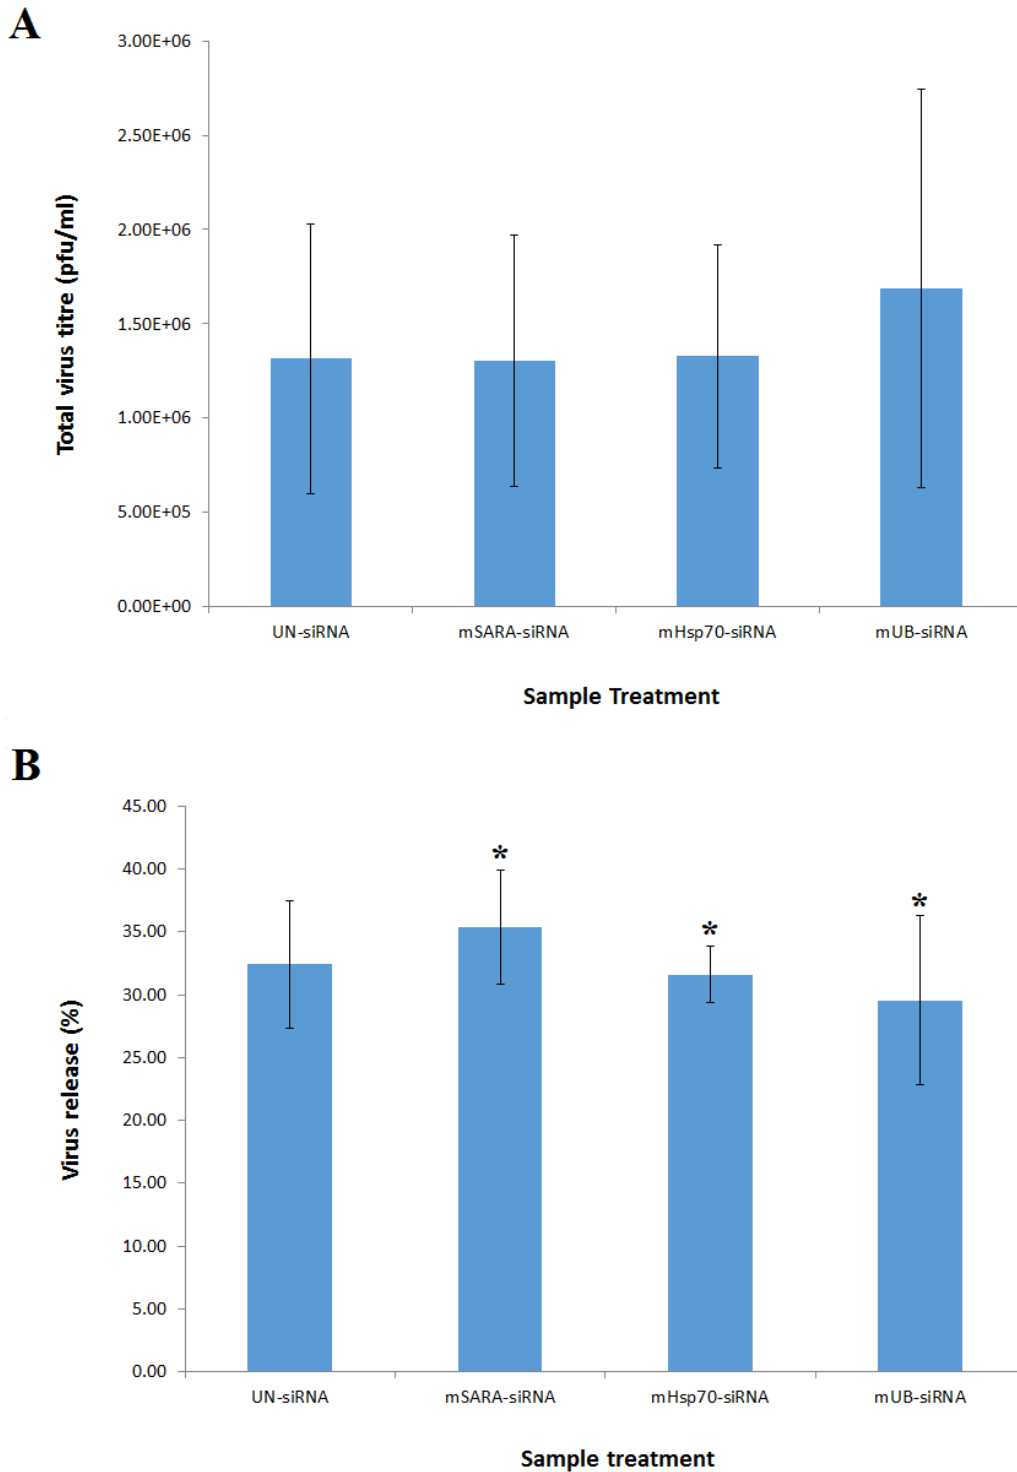 A
3.00E+06
2.50E+06
2.00E+06
1.50E+06
1.00E+06
5.00E+05
0.00E+00
Total virus titre (pfu/ml)
UN-siRNA mSARA-siRNA mHsp70-siRNA mUB-siRNA
Sample Treatment
B
45.00
40.00
35.00
30.00
25.00
20.00
15.00
10.00
5.00
0.00
Virus release (%)
* * *
UN-siRNA mSARA-siRNA mHsp70-siRNA mUB-siRNA
Sample treatment